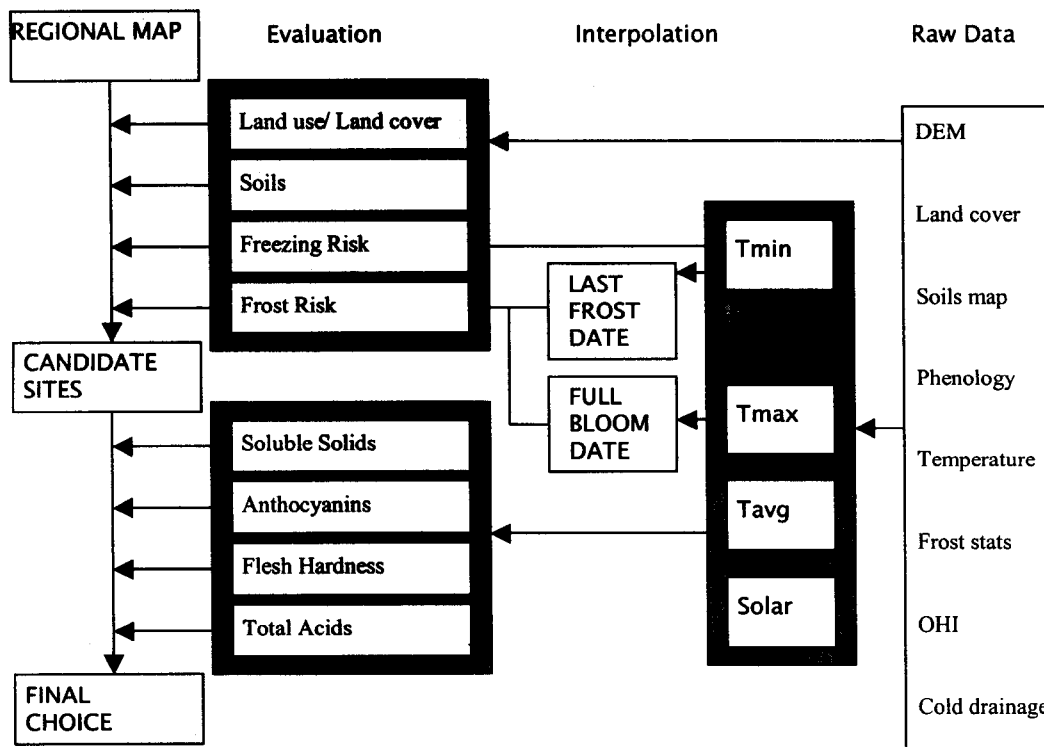 REGIONAL MAP
Evaluation
Interpolation
Raw Data
Land use/ Land cover
Soils
Freezing Risk
Frost Risk
CANDIDATE
SITES
Soluble Solids
Anthocyanins
Flesh Hardness
Total Acids
FINAL
CHOICE
LAST
FROST
DATE
FULL
BLOOM
DATE
Tmin
Tmax
Tavg
Solar
DEM
Land cover
Soils map
Phenology
Temperature
Frost stats
OHI
Cold drainage